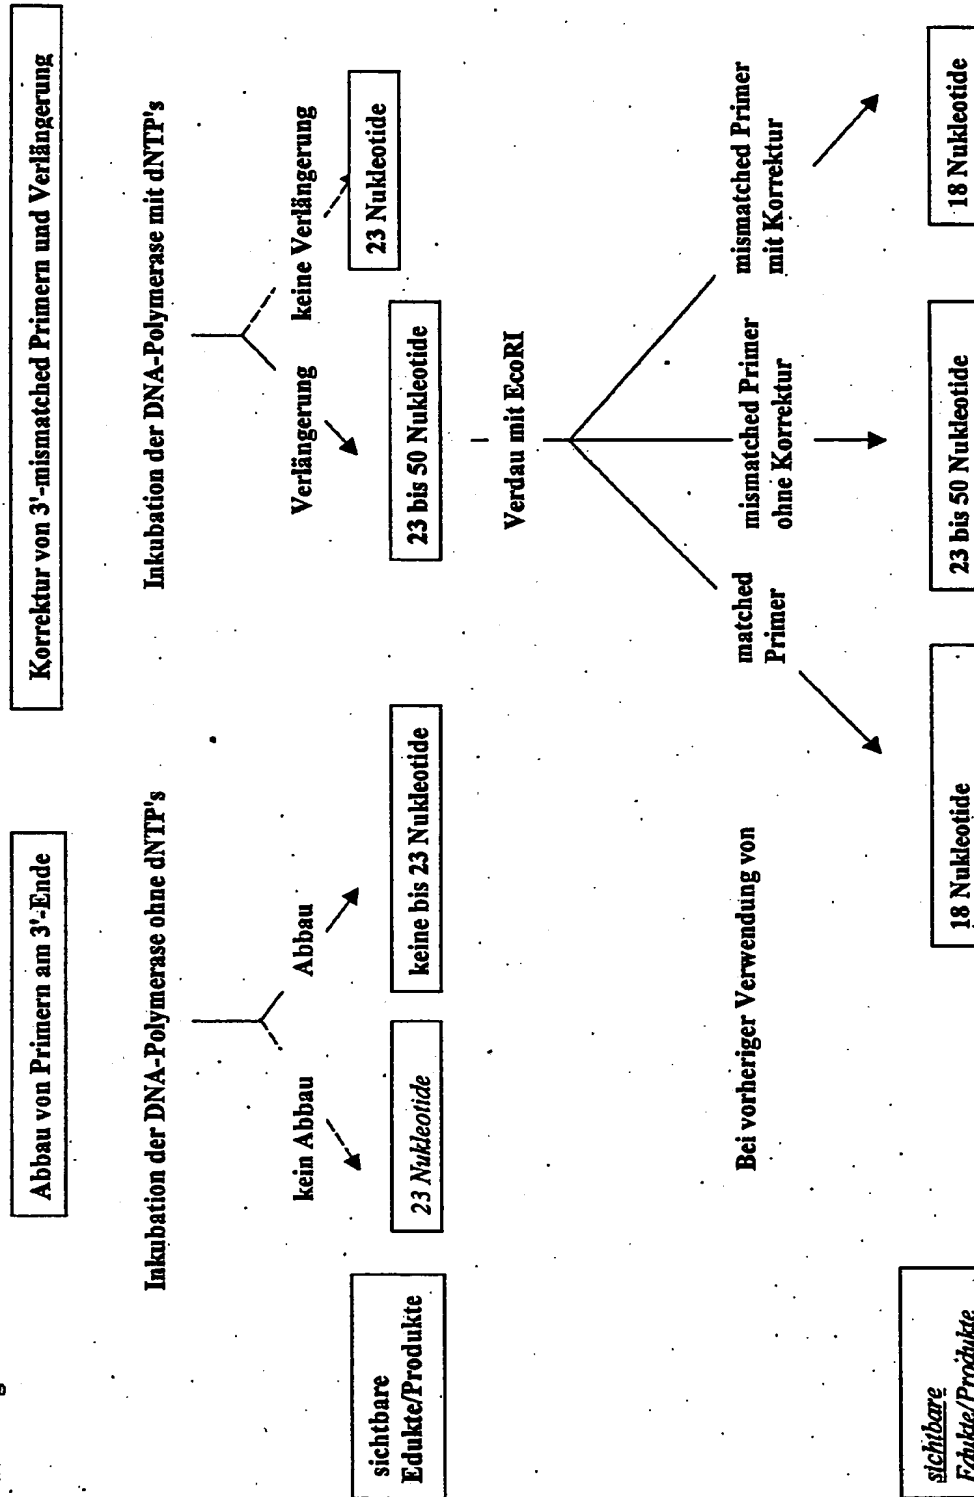 Abbau von Primern am 3'-Ende
Korrektur von 3'-mismatched Primern und Verlängerung
Inkubation der DNA-Polymerase ohne dNTP's
Inkubation der DNA-Polymerase mit dNTP's
kein Abbau
Abbau
Verlängerung
keine Verlängerung
sichtbare
Edukte/Produkte
23 Nukleotide
keine bis 23 Nukleotide
23 bis 50 Nukleotide
23 Nukleotide
Verdau mit EcoRI
Bei vorheriger Verwendung von
matched
Primer
mismatched Primer
ohne Korrektur
mismatched Primer
mit Korrektur
sichtbare
Edukte/Produkte
18 Nukleotide
23 bis 50 Nukleotide
18 Nukleotide